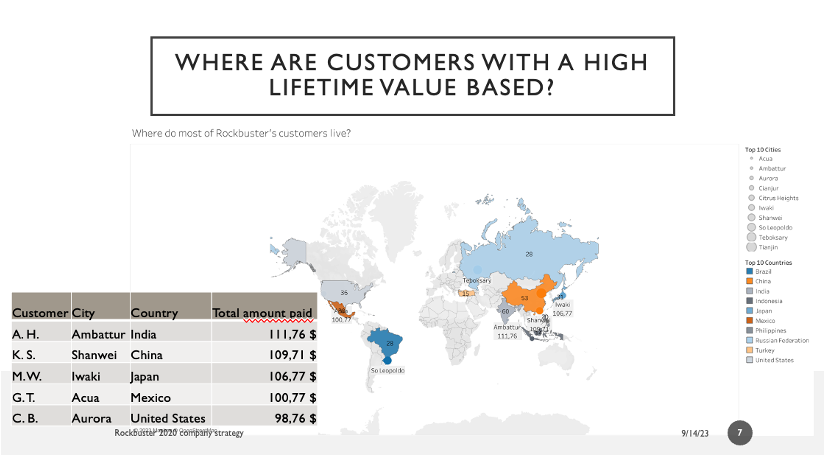 WHERE ARE CUSTOMERS WITH A HIGH
LIFETIME VALUE BASED?
Where do most of Rockbuster's customers live?
Top 10 Cities
Acua
Ambattur
Aurora
Cianjur
Citrus Heights
Iwaki
Shanwei
So Leopoldo
Teboksary
Tianjin
Top 10 Countries
Brazil
China
India
Indonesia
Japan
Mexico
Philippines
Russian Federation
Turkey
United States
28
Teboksary
36
15
53
31
Iwaki
106,77
100,77
60
Ambattur
111,76
28
So Leopoldo
Customer City Country Total amount paid
A. H. Ambattur India 111,76 $
K. S. Shanwei China 109,71 $
M.W. Iwaki Japan 106,77 $
G.T. Acua Mexico 100,77 $
C. B. Aurora United States 98,76 $
Rockbuster 2020 company strategy
9/14/23
7